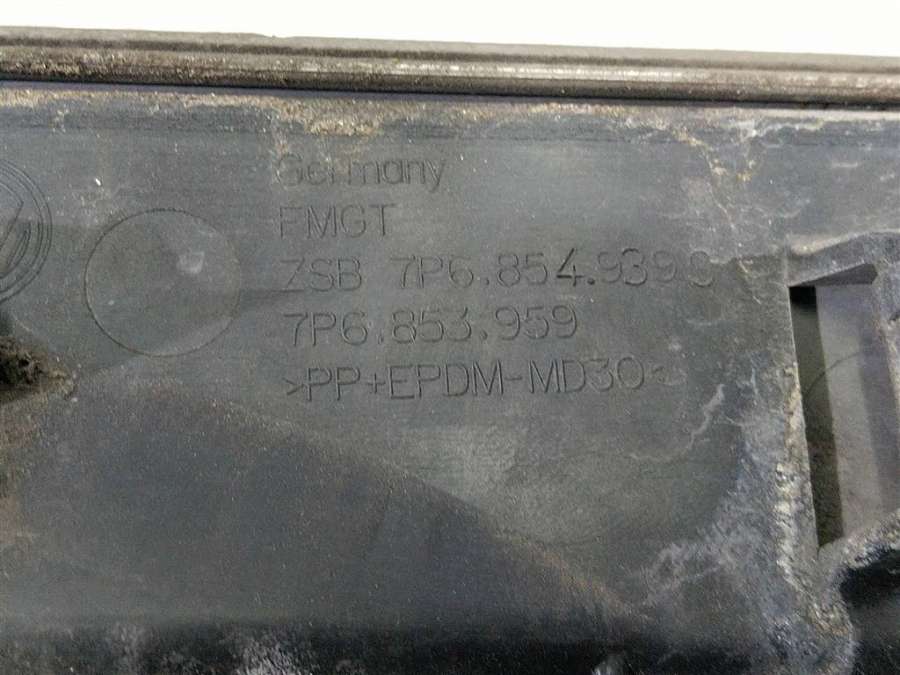 Germany
FMGT
ZSB 7P6.854.939
7P6.853.959
>PP+EPDM-MD30<